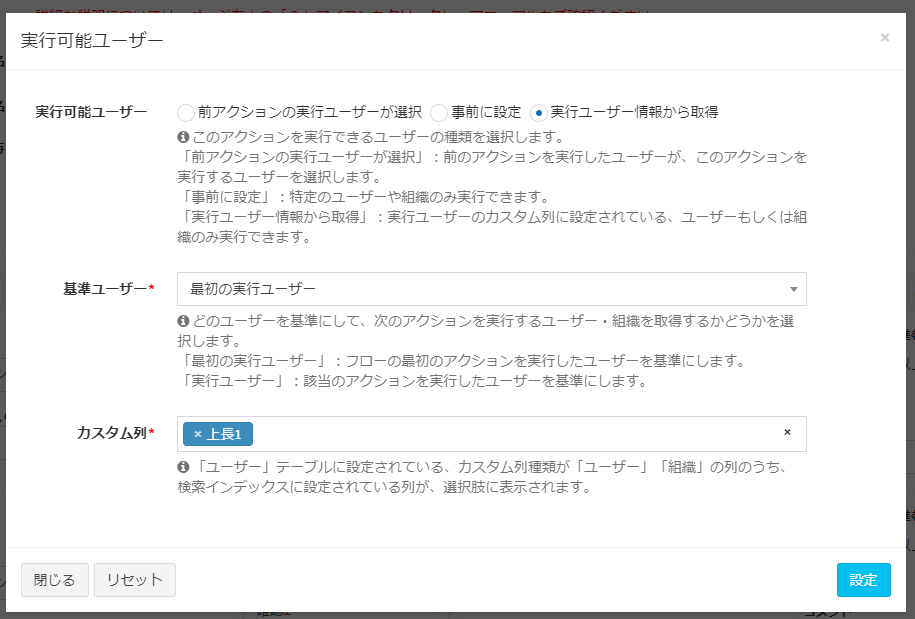 実行可能ユーザー
×
実行可能ユーザー
前アクションの実行ユーザーが選択 事前に設定 実行ユーザー情報から取得
このアクションを実行できるユーザーの種類を選択します。
「前アクションの実行ユーザーが選択」：前のアクションを実行したユーザーが、このアクションを
実行するユーザーを選択します。
「事前に設定」：特定のユーザーや組織のみ実行できます。
「実行ユーザー情報から取得」：実行ユーザーのカスタム列に設定されている、ユーザーもしくは組
織のみ実行できます。
基準ユーザー*
最初の実行ユーザー
どのユーザーを基準にして、次のアクションを実行するユーザー・組織を取得するかどうかを選
択します。
「最初の実行ユーザー」：フローの最初のアクションを実行したユーザーを基準にします。
「実行ユーザー」：該当のアクションを実行したユーザーを基準にします。
カスタム列*
× 上長1
×
「ユーザー」テーブルに設定されている、カスタム列種類が「ユーザー」「組織」の列のうち、
検索インデックスに設定されている列が、選択肢に表示されます。
閉じる リセット 設定